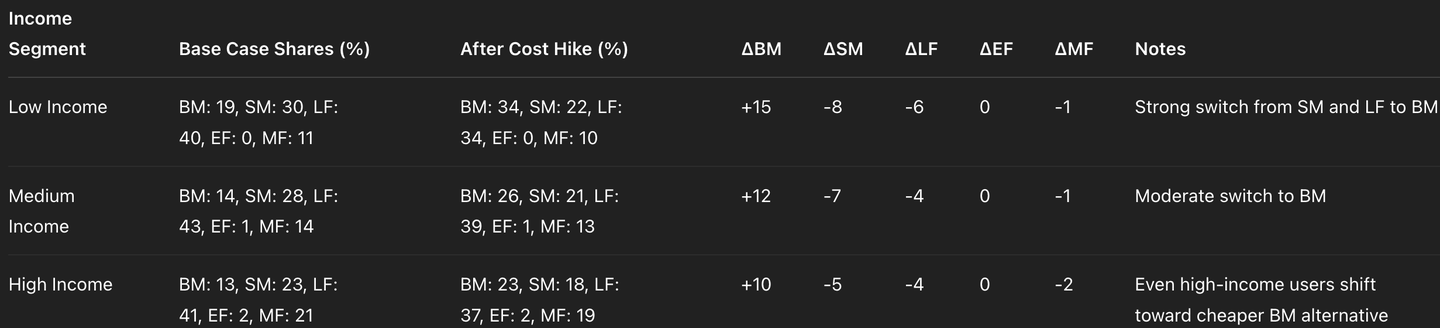 Income
Segment Base Case Shares (%) After Cost Hike (%) ΔBM ΔSM ΔLF ΔEF ΔMF Notes
Low Income BM: 19, SM: 30, LF: BM: 34, SM: 22, LF: +15 -8 -6 0 -1 Strong switch from SM and LF to BM
40, EF: 0, MF: 11 34, EF: 0, MF: 10
Medium BM: 14, SM: 28, LF: BM: 26, SM: 21, LF: +12 -7 -4 0 -1 Moderate switch to BM
Income 43, EF: 1, MF: 14 39, EF: 1, MF: 13
High Income BM: 13, SM: 23, LF: BM: 23, SM: 18, LF: +10 -5 -4 0 -2 Even high-income users shift
41, EF: 2, MF: 21 37, EF: 2, MF: 19 toward cheaper BM alternative